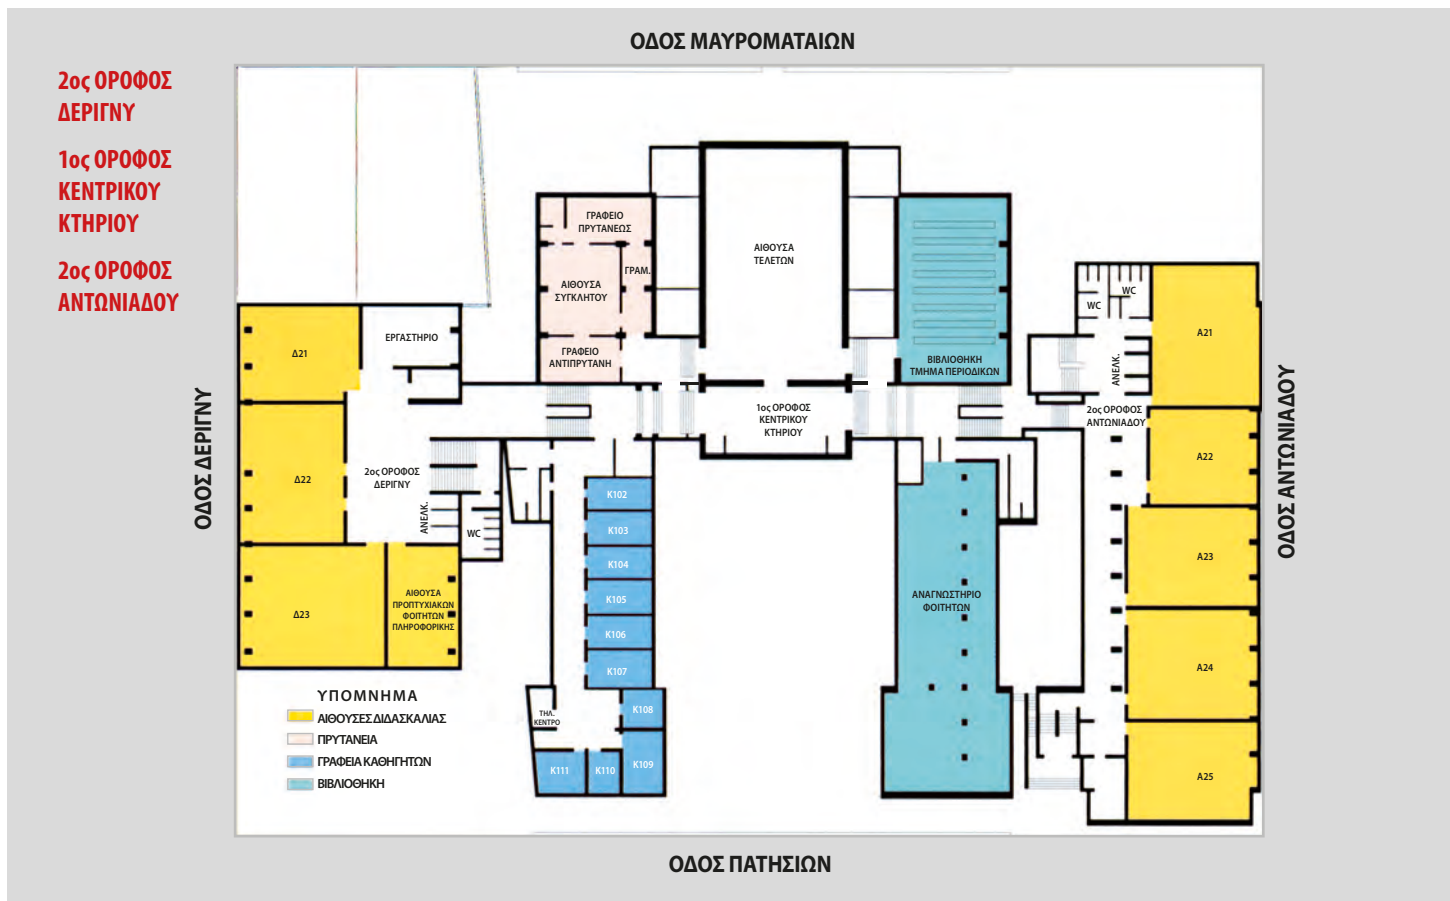 ΟΔΟΣ ΜΑΥΡΟΜΑΤΑΙΩΝ
2ος ΟΡΟΦΟΣ
ΔΕΡΙΓΝΥ
1ος ΟΡΟΦΟΣ
ΚΕΝΤΡΙΚΟΥ
ΚΤΗΡΙΟΥ
2ος ΟΡΟΦΟΣ
ΑΝΤΩΝΙΑΔΟΥ
ΓΡΑΦΕΙΟ
ΠΡΥΤΑΝΕΩΣ
ΓΡΑΜ.
ΑΙΘΟΥΣΑ
ΣΥΓΚΛΗΤΟΥ
ΓΡΑΦΕΙΟ
ΑΝΤΙΠΡΥΤΑΝΗ
ΑΙΘΟΥΣΑ
ΤΕΛΕΤΩΝ
ΒΙΒΛΙΟΘΗΚΗ
ΤΜΗΜΑ ΠΕΡΙΟΔΙΚΩΝ
1ος ΟΡΟΦΟΣ
ΚΕΝΤΡΙΚΟΥ
ΚΤΗΡΙΟΥ
WC
WC
Α21
ΑΝΕΛΚ.
2ος ΟΡΟΦΟΣ
ΑΝΤΩΝΙΑΔΟΥ
Α22
Α23
Α24
Α25
ΟΔΟΣ ΑΝΤΩΝΙΑΔΟΥ
ΟΔΟΣ ΔΕΡΙΓΝΥ
Δ21
ΕΡΓΑΣΤΗΡΙΟ
Δ22
2ος ΟΡΟΦΟΣ
ΔΕΡΙΓΝΥ
ΑΝΕΛΚ.
WC
Δ23
ΑΙΘΟΥΣΑ
ΠΡΟΠΤΥΧΙΑΚΩΝ
ΦΟΙΤΗΤΩΝ
ΠΛΗΡΟΦΟΡΙΚΗΣ
Κ102
Κ103
Κ104
Κ105
Κ106
Κ107
Κ108
Κ109
Κ110
Κ111
ΤΗΛ.
ΚΕΝΤΡΟ
ΑΝΑΓΝΩΣΤΗΡΙΟ
ΦΟΙΤΗΤΩΝ
ΥΠΟΜΝΗΜΑ
ΑΙΘΟΥΣΕΣ ΔΙΔΑΣΚΑΛΙΑΣ
ΠΡΥΤΑΝΕΙΑ
ΓΡΑΦΕΙΑ ΚΑΘΗΓΗΤΩΝ
ΒΙΒΛΙΟΘΗΚΗ
ΟΔΟΣ ΠΑΤΗΣΙΩΝ